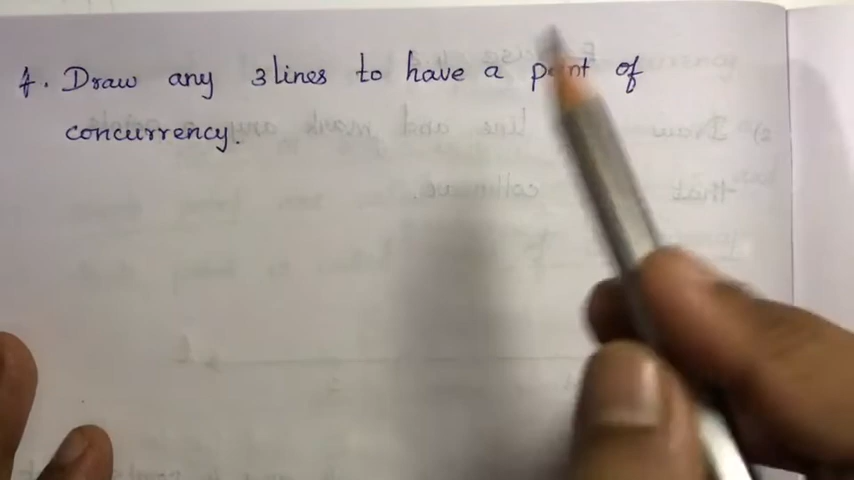 4. Draw any 3 lines to have a point of
concurrency.